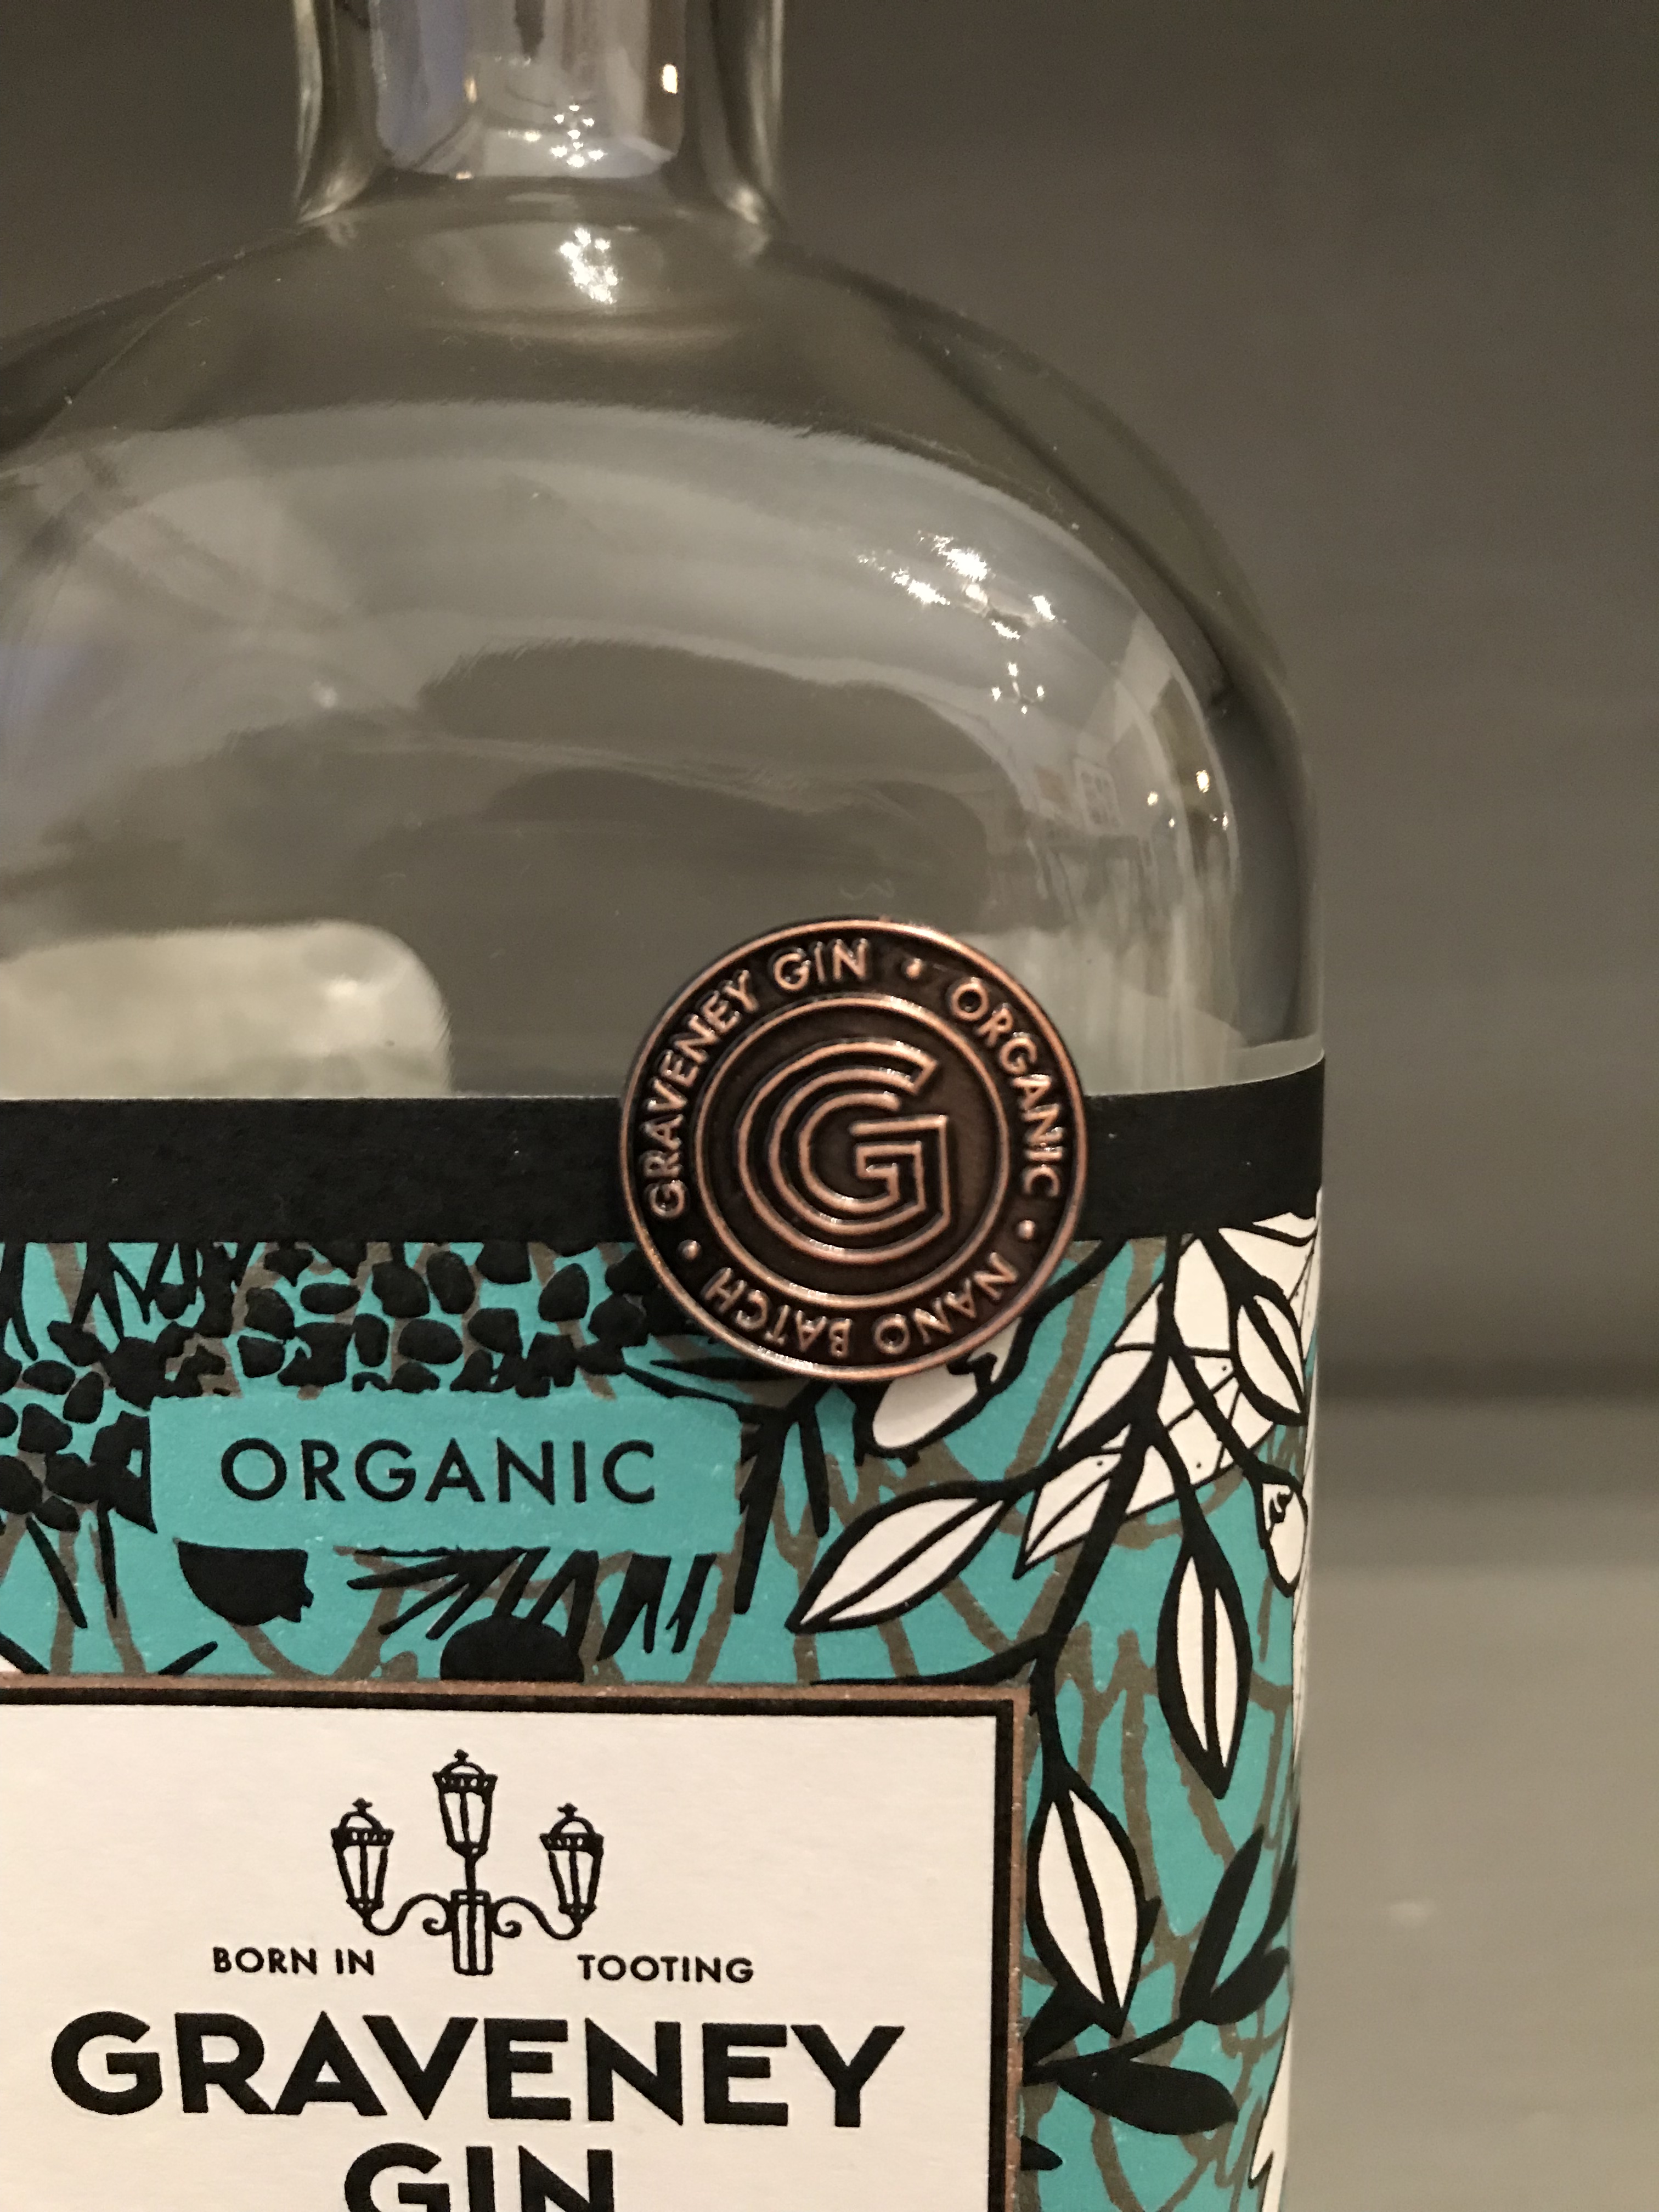 GRAVENEY GIN • ORGANIC • NANO BATCH •
G
ORGANIC
BORN IN TOOTING
GRAVENEY
GIN